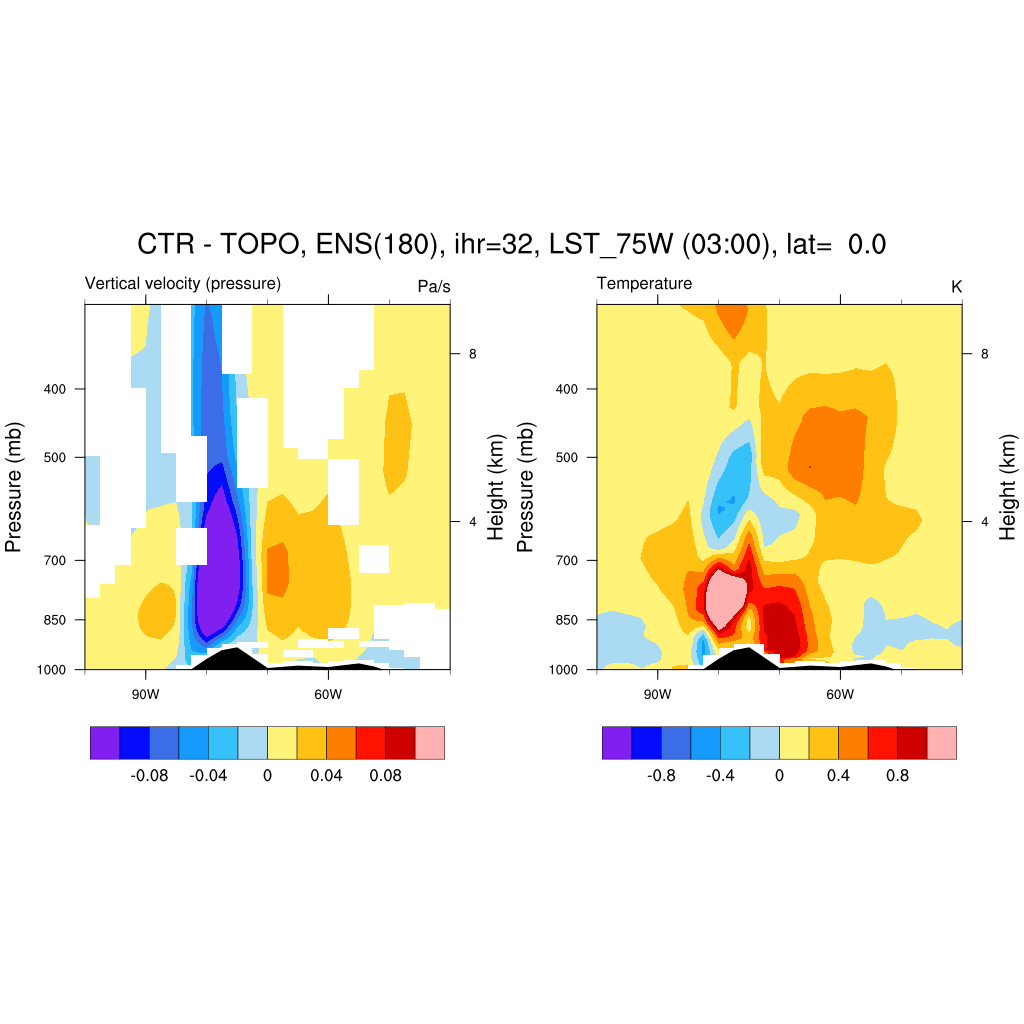 CTR - TOPO, ENS(180), ihr=32, LST_75W (03:00), lat=  0.0
Vertical velocity (pressure)
Pa/s
Pressure (mb)
400
500
700
850
1000
90W
60W
8
4
Height (km)
-0.08
-0.04
0
0.04
0.08
Temperature
K
Pressure (mb)
400
500
700
850
1000
90W
60W
8
4
Height (km)
-0.8
-0.4
0
0.4
0.8